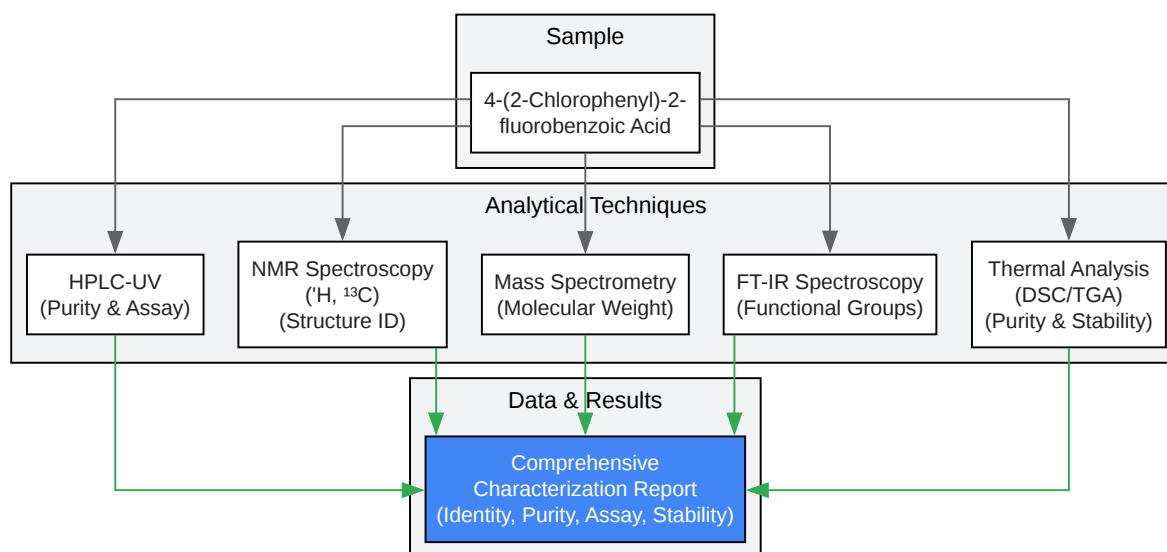 Sample
4-(2-Chlorophenyl)-2-
fluorobenzoic Acid
Analytical Techniques
HPLC-UV
(Purity & Assay)
NMR Spectroscopy
('H, ¹³C)
(Structure ID)
Mass Spectrometry
(Molecular Weight)
FT-IR Spectroscopy
(Functional Groups)
Thermal Analysis
(DSC/TGA)
(Purity & Stability)
Data & Results
Comprehensive
Characterization Report
(Identity, Purity, Assay, Stability)